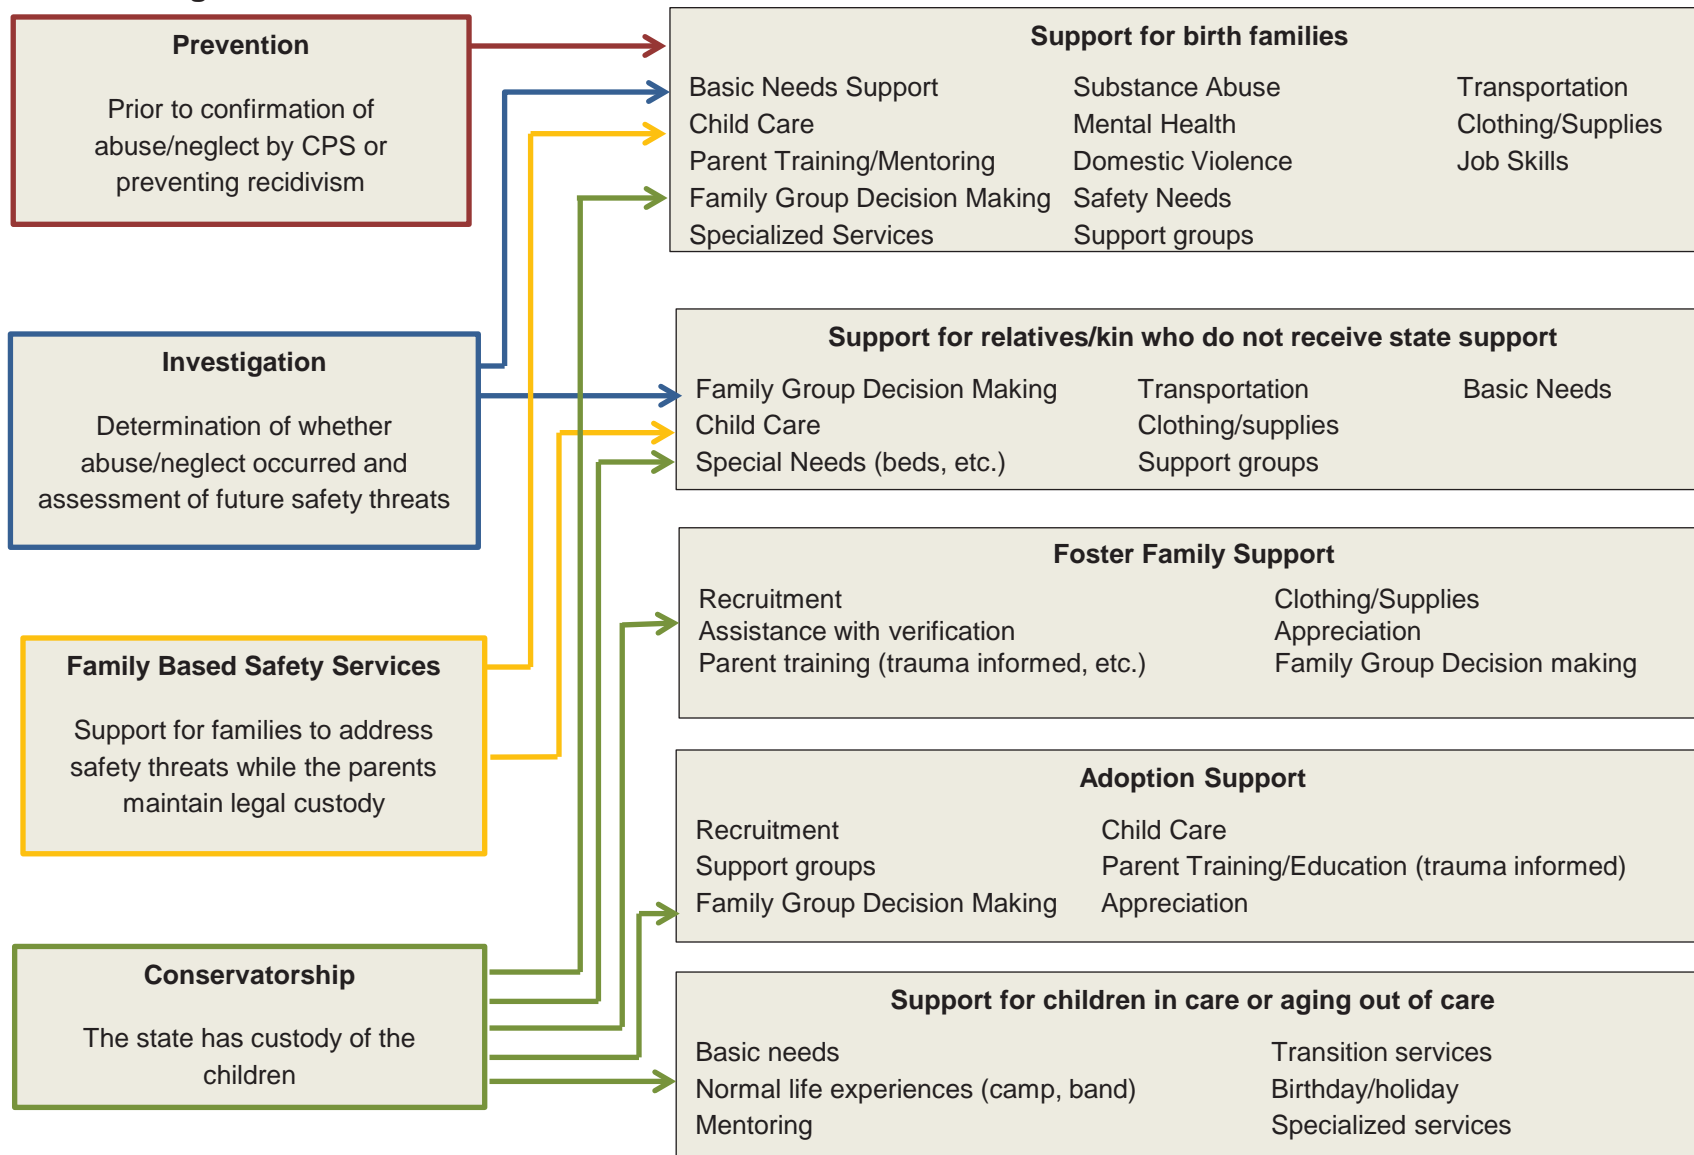 Prevention
Prior to confirmation of
abuse/neglect by CPS or
preventing recidivism
Investigation
Determination of whether
abuse/neglect occurred and
assessment of future safety threats
Family Based Safety Services
Support for families to address
safety threats while the parents
maintain legal custody
Conservatorship
The state has custody of the
children
Support for birth families
Basic Needs Support
Child Care
Parent Training/Mentoring
Family Group Decision Making
Specialized Services
Substance Abuse
Mental Health
Domestic Violence
Safety Needs
Support groups
Transportation
Clothing/Supplies
Job Skills
Support for relatives/kin who do not receive state support
Family Group Decision Making
Child Care
Special Needs (beds, etc.)
Transportation
Clothing/supplies
Support groups
Basic Needs
Foster Family Support
Recruitment
Assistance with verification
Parent training (trauma informed, etc.)
Clothing/Supplies
Appreciation
Family Group Decision making
Adoption Support
Recruitment
Support groups
Family Group Decision Making
Child Care
Parent Training/Education (trauma informed)
Appreciation
Support for children in care or aging out of care
Basic needs
Normal life experiences (camp, band)
Mentoring
Transition services
Birthday/holiday
Specialized services